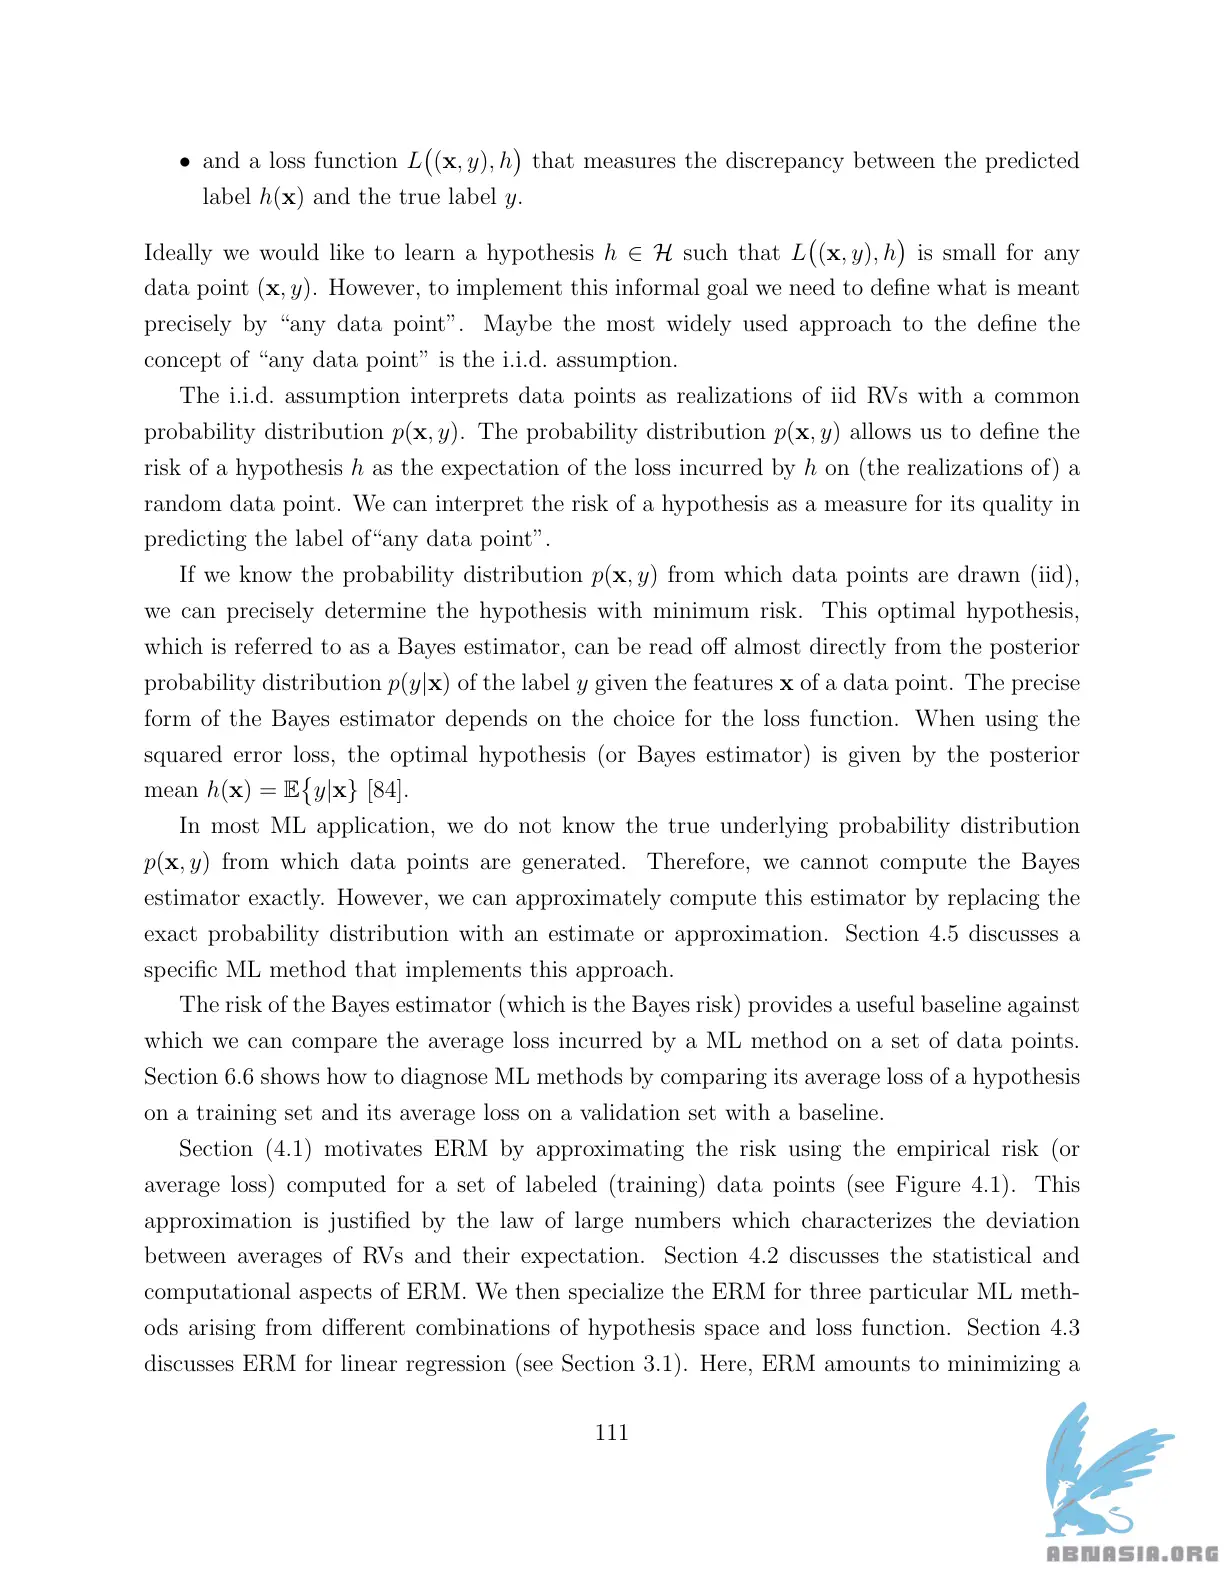 • and a loss function L((x, y), h) that measures the discrepancy between the predicted
label h(x) and the true label y.
Ideally we would like to learn a hypothesis h ∈ H such that L((x, y), h) is small for any
data point (x, y). However, to implement this informal goal we need to define what is meant
precisely by “any data point”. Maybe the most widely used approach to the define the
concept of “any data point” is the i.i.d. assumption.
The i.i.d. assumption interprets data points as realizations of iid RVs with a common
probability distribution p(x, y). The probability distribution p(x, y) allows us to define the
risk of a hypothesis h as the expectation of the loss incurred by h on (the realizations of) a
random data point. We can interpret the risk of a hypothesis as a measure for its quality in
predicting the label of“any data point”.
If we know the probability distribution p(x, y) from which data points are drawn (iid),
we can precisely determine the hypothesis with minimum risk. This optimal hypothesis,
which is referred to as a Bayes estimator, can be read off almost directly from the posterior
probability distribution p(y|x) of the label y given the features x of a data point. The precise
form of the Bayes estimator depends on the choice for the loss function. When using the
squared error loss, the optimal hypothesis (or Bayes estimator) is given by the posterior
mean h(x) = 𝔼{y|x} [84].
In most ML application, we do not know the true underlying probability distribution
p(x, y) from which data points are generated. Therefore, we cannot compute the Bayes
estimator exactly. However, we can approximately compute this estimator by replacing the
exact probability distribution with an estimate or approximation. Section 4.5 discusses a
specific ML method that implements this approach.
The risk of the Bayes estimator (which is the Bayes risk) provides a useful baseline against
which we can compare the average loss incurred by a ML method on a set of data points.
Section 6.6 shows how to diagnose ML methods by comparing its average loss of a hypothesis
on a training set and its average loss on a validation set with a baseline.
Section (4.1) motivates ERM by approximating the risk using the empirical risk (or
average loss) computed for a set of labeled (training) data points (see Figure 4.1). This
approximation is justified by the law of large numbers which characterizes the deviation
between averages of RVs and their expectation. Section 4.2 discusses the statistical and
computational aspects of ERM. We then specialize the ERM for three particular ML meth-
ods arising from different combinations of hypothesis space and loss function. Section 4.3
discusses ERM for linear regression (see Section 3.1). Here, ERM amounts to minimizing a
111
ABNASIA.ORG